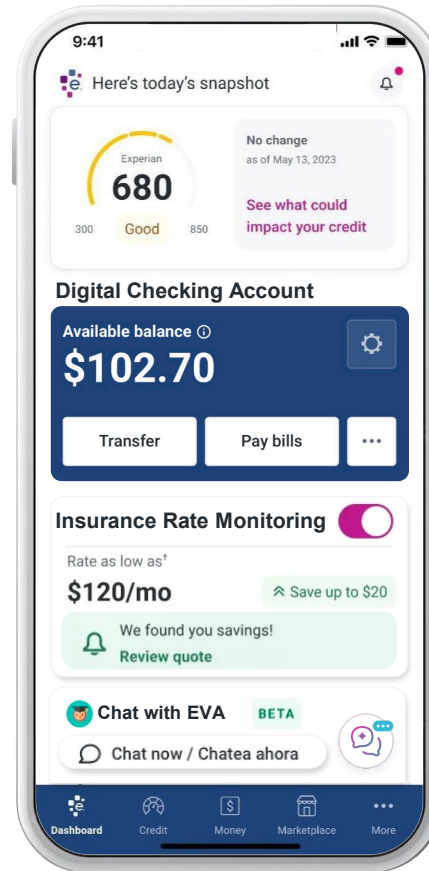 9:41
e Here's today's snapshot
Experian
680
300 Good 850
No change
as of May 13, 2023
See what could
impact your credit
Digital Checking Account
Available balance
$102.70
Transfer Pay bills
Insurance Rate Monitoring
Rate as low as†
$120/mo
Save up to $20
We found you savings!
Review quote
Chat with EVA BETA
Chat now / Chatea ahora
e $
Dashboard Credit Money Marketplace More